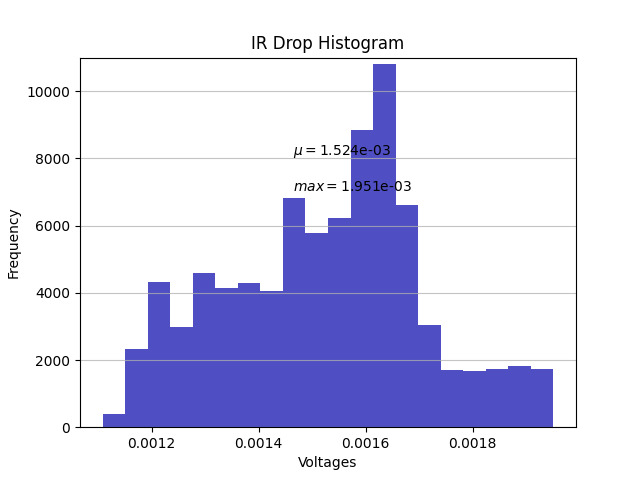 IR Drop Histogram
10000
8000
6000
4000
2000
0
Frequency
μ = 1.524e-03
max = 1.951e-03
0.0012 0.0014 0.0016 0.0018
Voltages